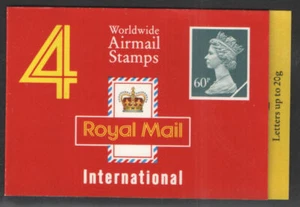 4
Worldwide
Airmail
Stamps
60P
Royal Mail
International
Letters up to 20g